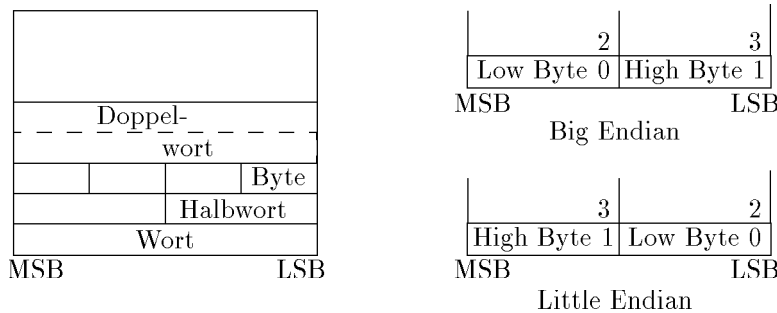 Doppel-
wort
Byte
Halbwort
Wort
MSB LSB
2 3
Low Byte 0 High Byte 1
MSB LSB
Big Endian
3 2
High Byte 1 Low Byte 0
MSB LSB
Little Endian